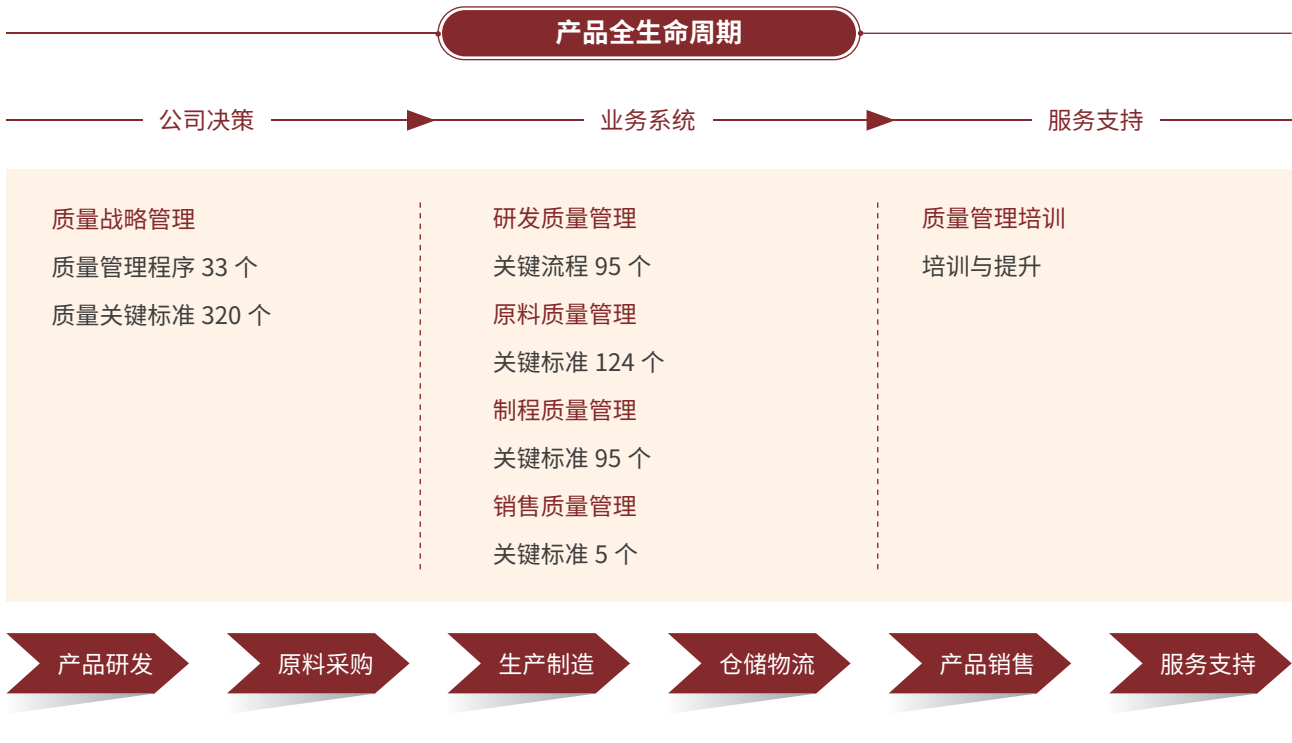 产品全生命周期
公司决策
业务系统
服务支持
质量战略管理
质量管理程序 33 个
质量关键标准 320 个
研发质量管理
关键流程 95 个
原料质量管理
关键标准 124 个
制程质量管理
关键标准 95 个
销售质量管理
关键标准 5 个
质量管理培训
培训与提升
产品研发
原料采购
生产制造
仓储物流
产品销售
服务支持